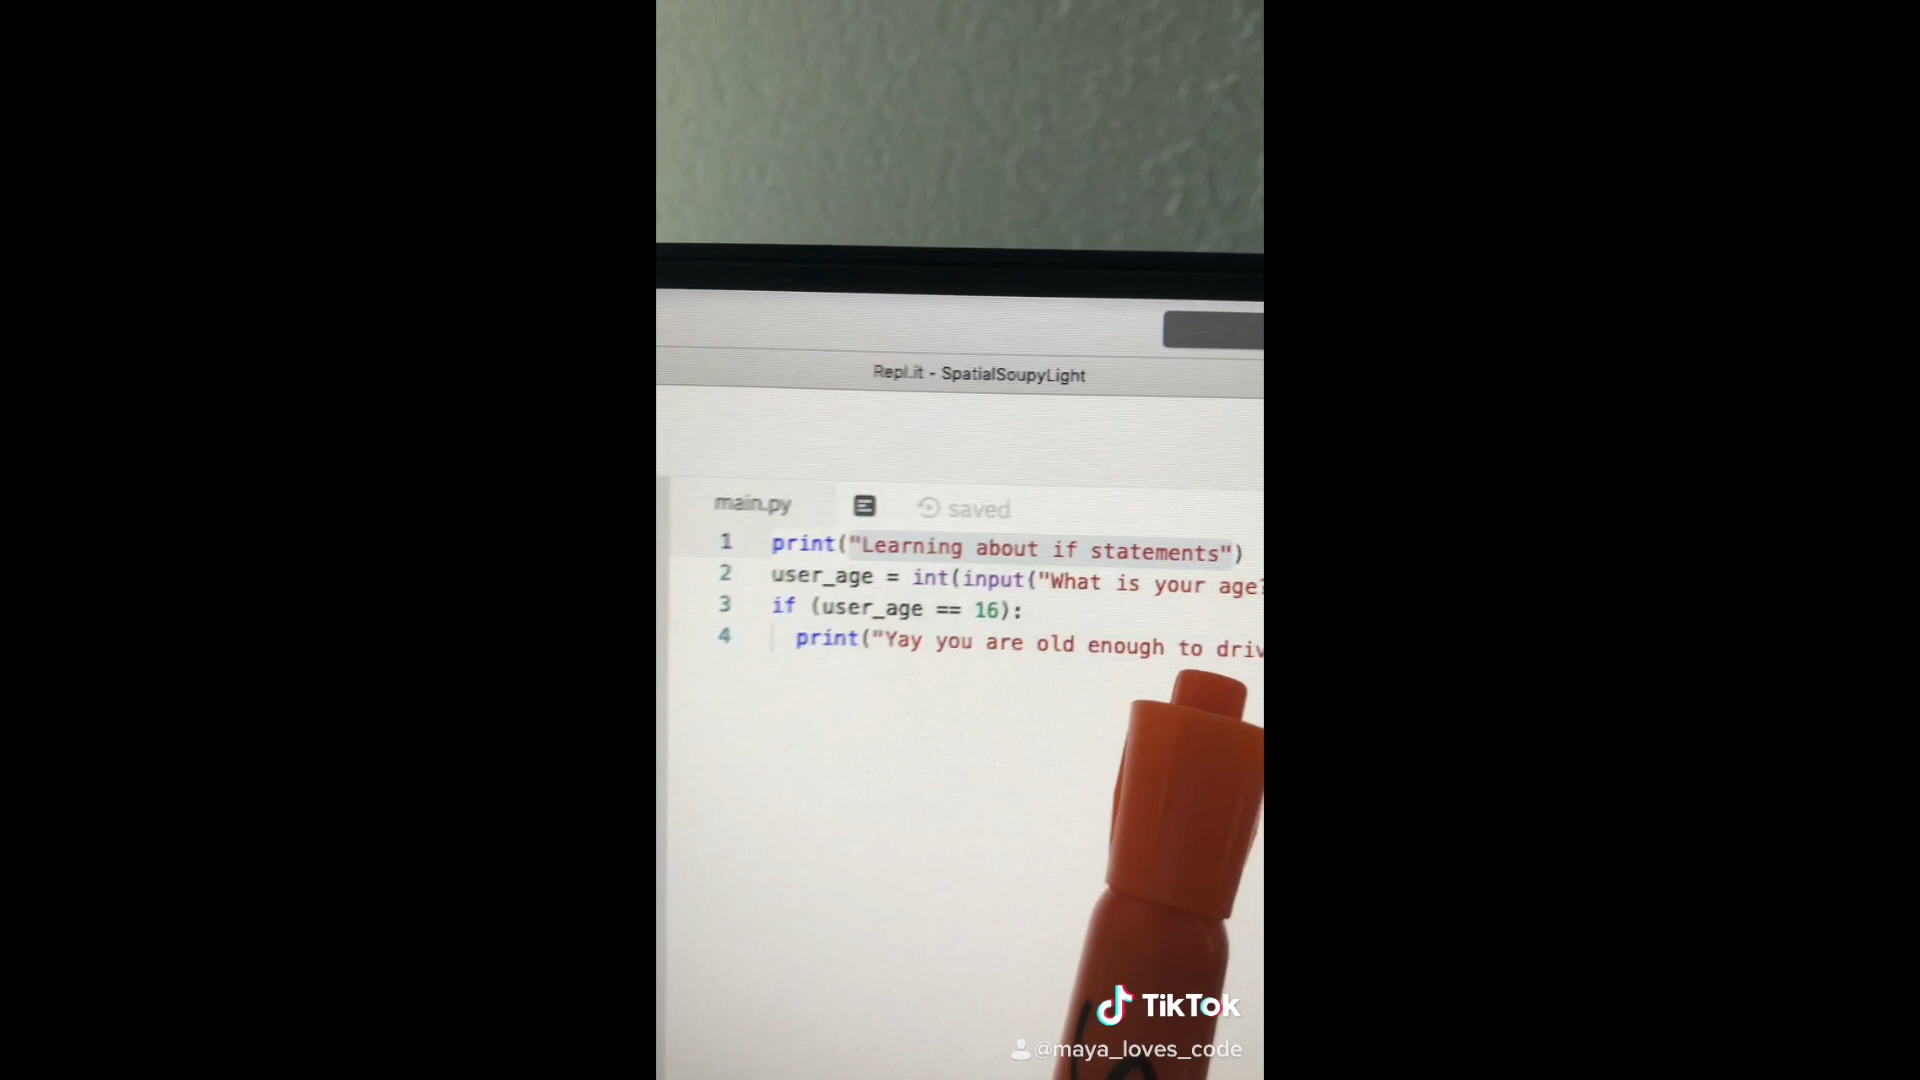 Repl.it - SpatialSoupyLight
main.py
saved
1 print("Learning about if statements")
2 user_age = int(input("What is your age?
3 if (user_age == 16):
4 print("Yay you are old enough to driv
TikTok
@maya_loves_code